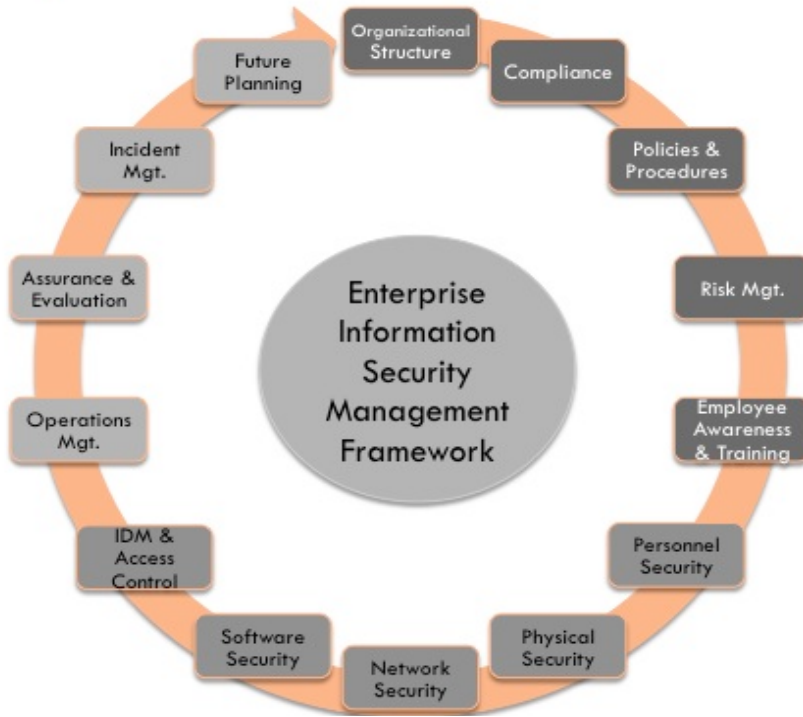 Organizational
Structure
Compliance
Policies &
Procedures
Risk Mgt.
Employee
Awareness
& Training
Personnel
Security
Physical
Security
Network
Security
Software
Security
IDM &
Access
Control
Operations
Mgt.
Assurance &
Evaluation
Incident
Mgt.
Future
Planning
Enterprise
Information
Security
Management
Framework